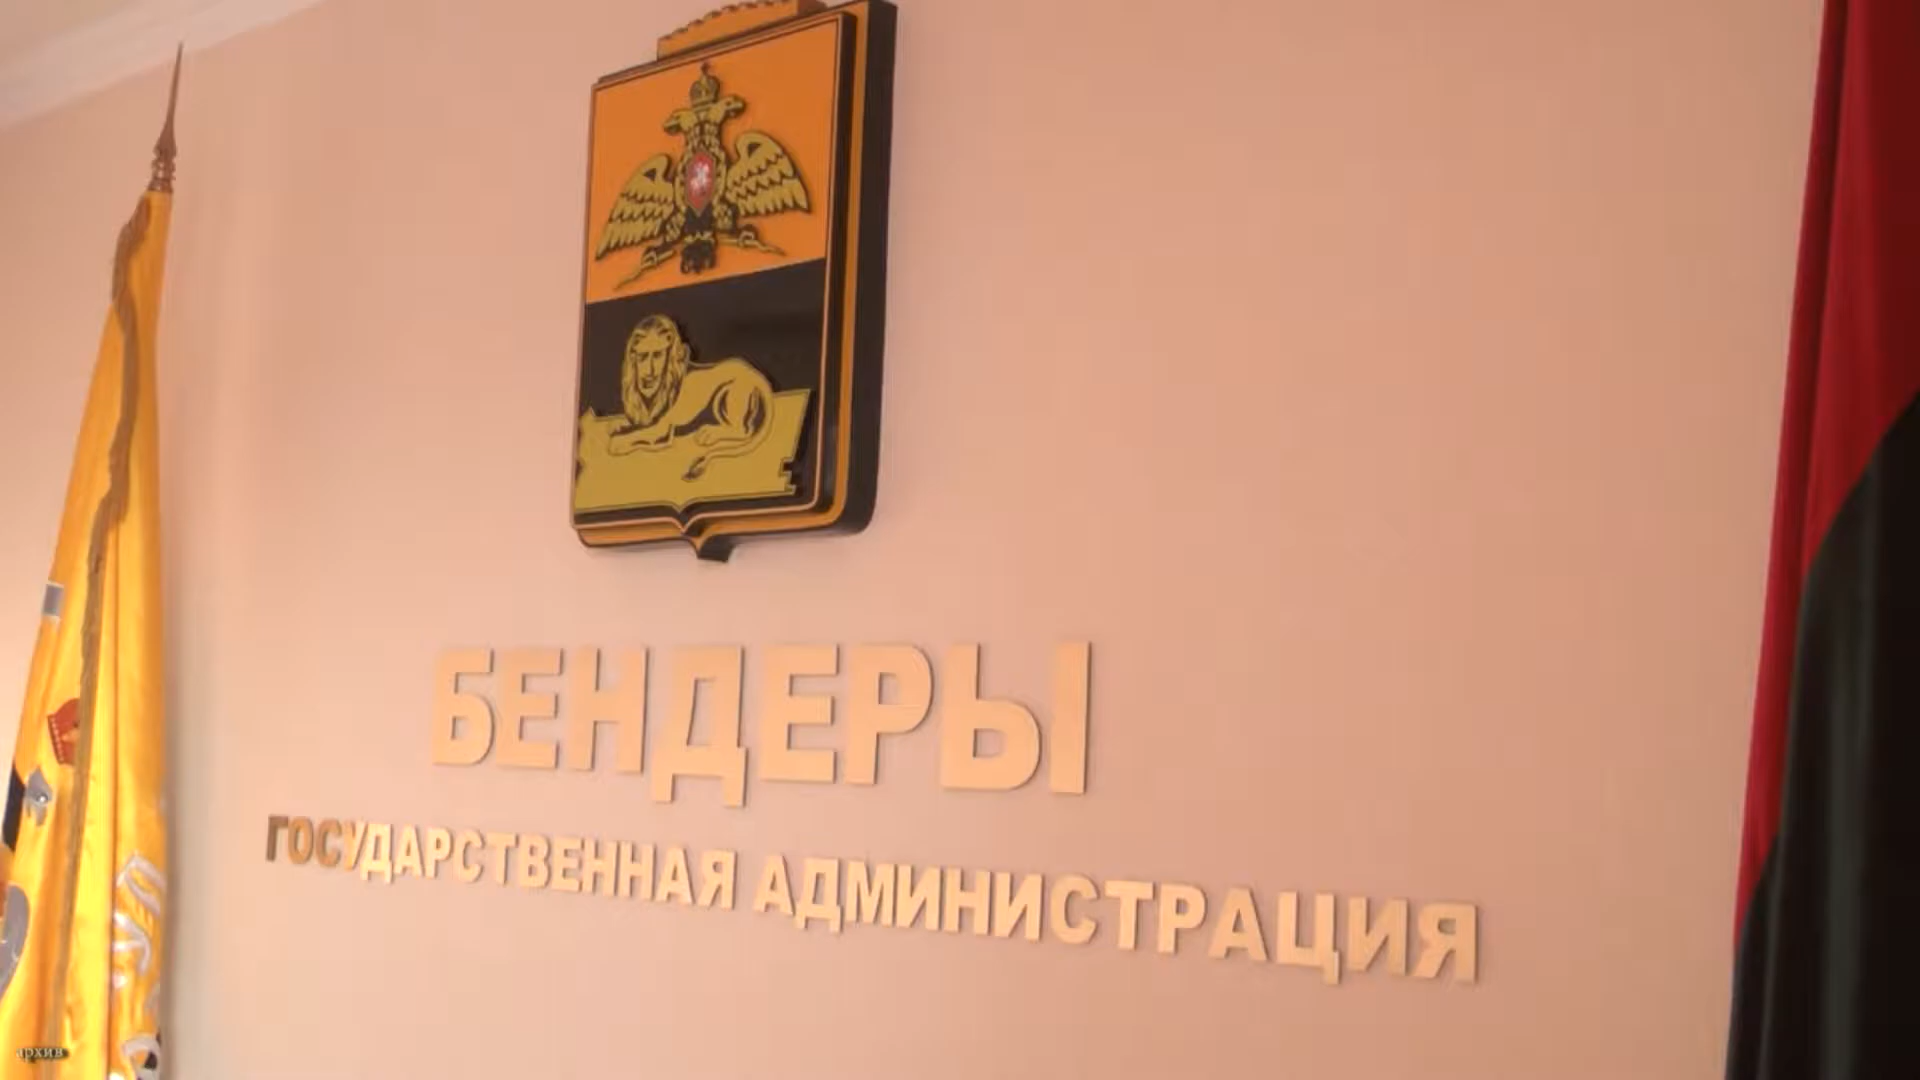 БЕНДЕРЫ
ГОСУДАРСТВЕННАЯ АДМИНИСТРАЦИЯ
архив